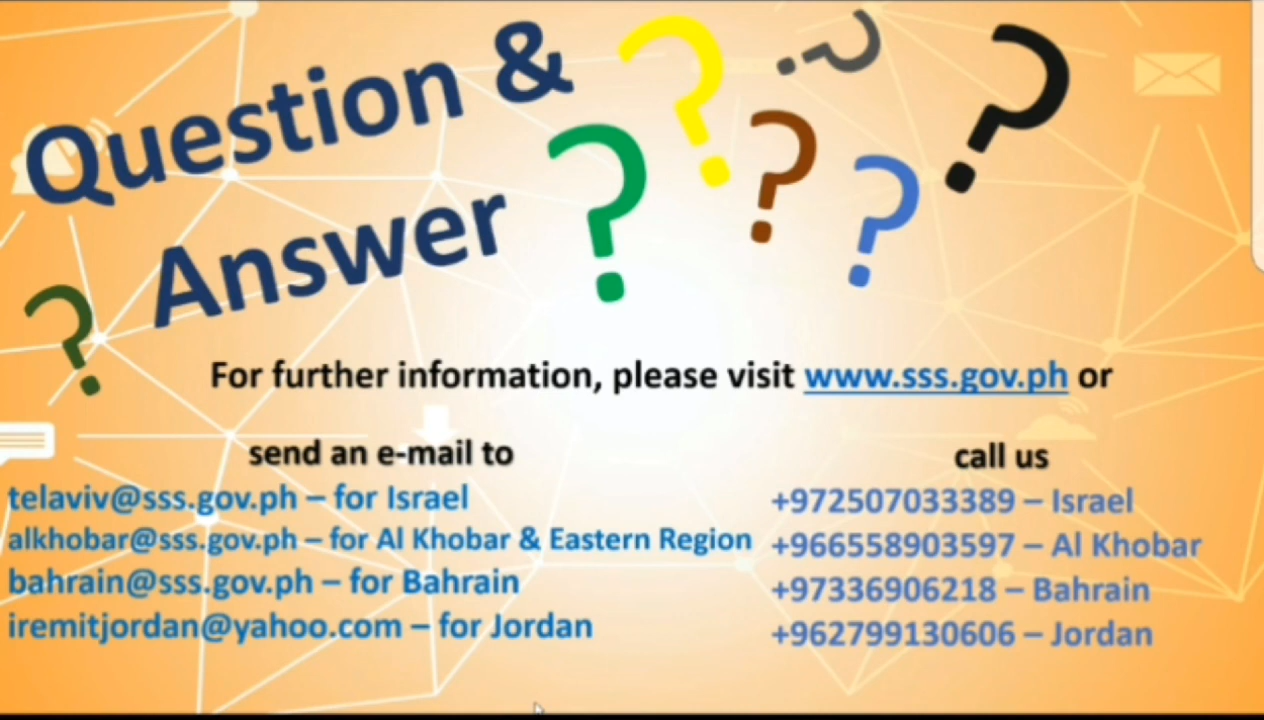 Question &
Answer
For further information, please visit www.sss.gov.ph or
send an e-mail to
telaviv@sss.gov.ph – for Israel
alkhobar@sss.gov.ph – for Al Khobar & Eastern Region
bahrain@sss.gov.ph – for Bahrain
iremitjordan@yahoo.com – for Jordan
call us
+972507033389 – Israel
+966558903597 – Al Khobar
+97336906218 – Bahrain
+962799130606 – Jordan